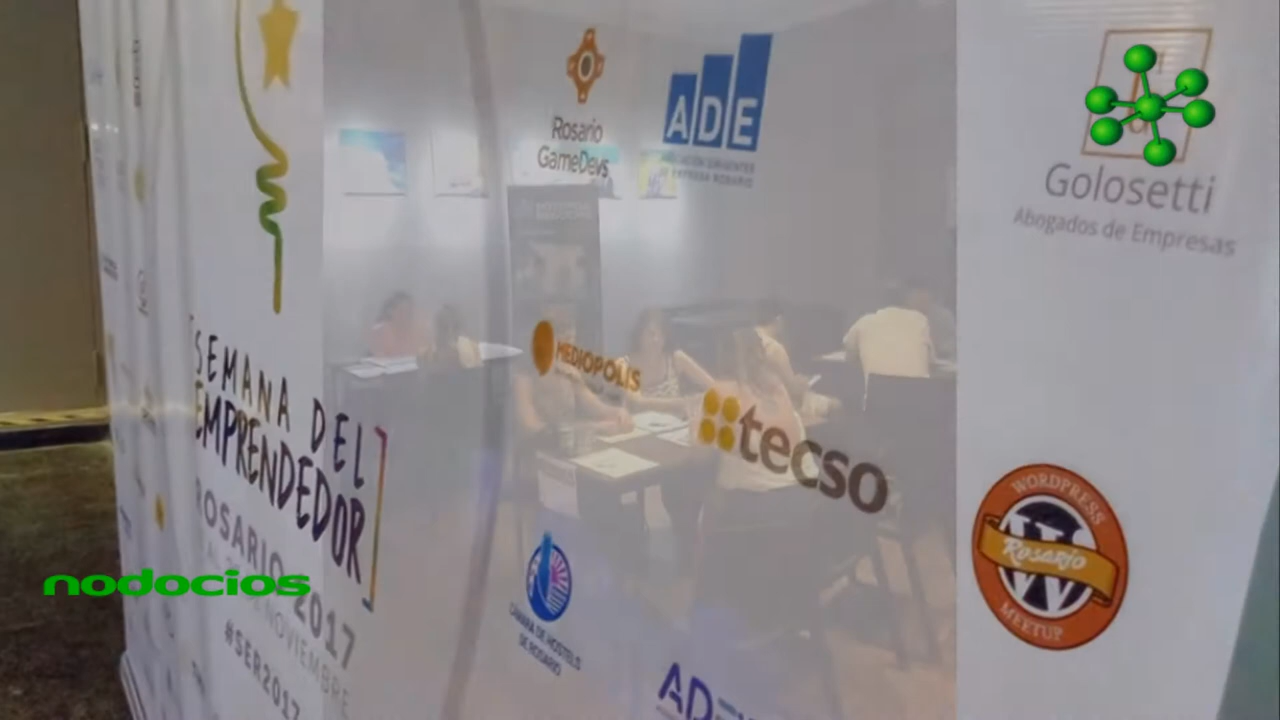 Rosario
GameDevs
ADE
Golosetti
Abogados de Empresas
MEDIOPOLIS
tecso
SEMANA DEL
EMPRENDEDOR
ROSARIO 2017
NOVIEMBRE
#SER2017
nodocios
CAMARA DE HOSTELS
DE ROSARIO
WORDPRESS
Rosario
MEETUP